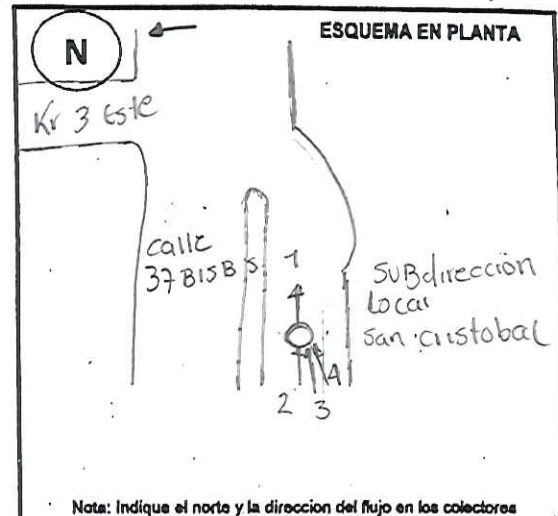 ESQUEMA EN PLANTA
N
Kr 3 Este
calle
37 BIS B S
1
SUBdirección
Local
san cristobal
4
2 3
Nota: Indique el norte y la direccion del flujo en los colectores